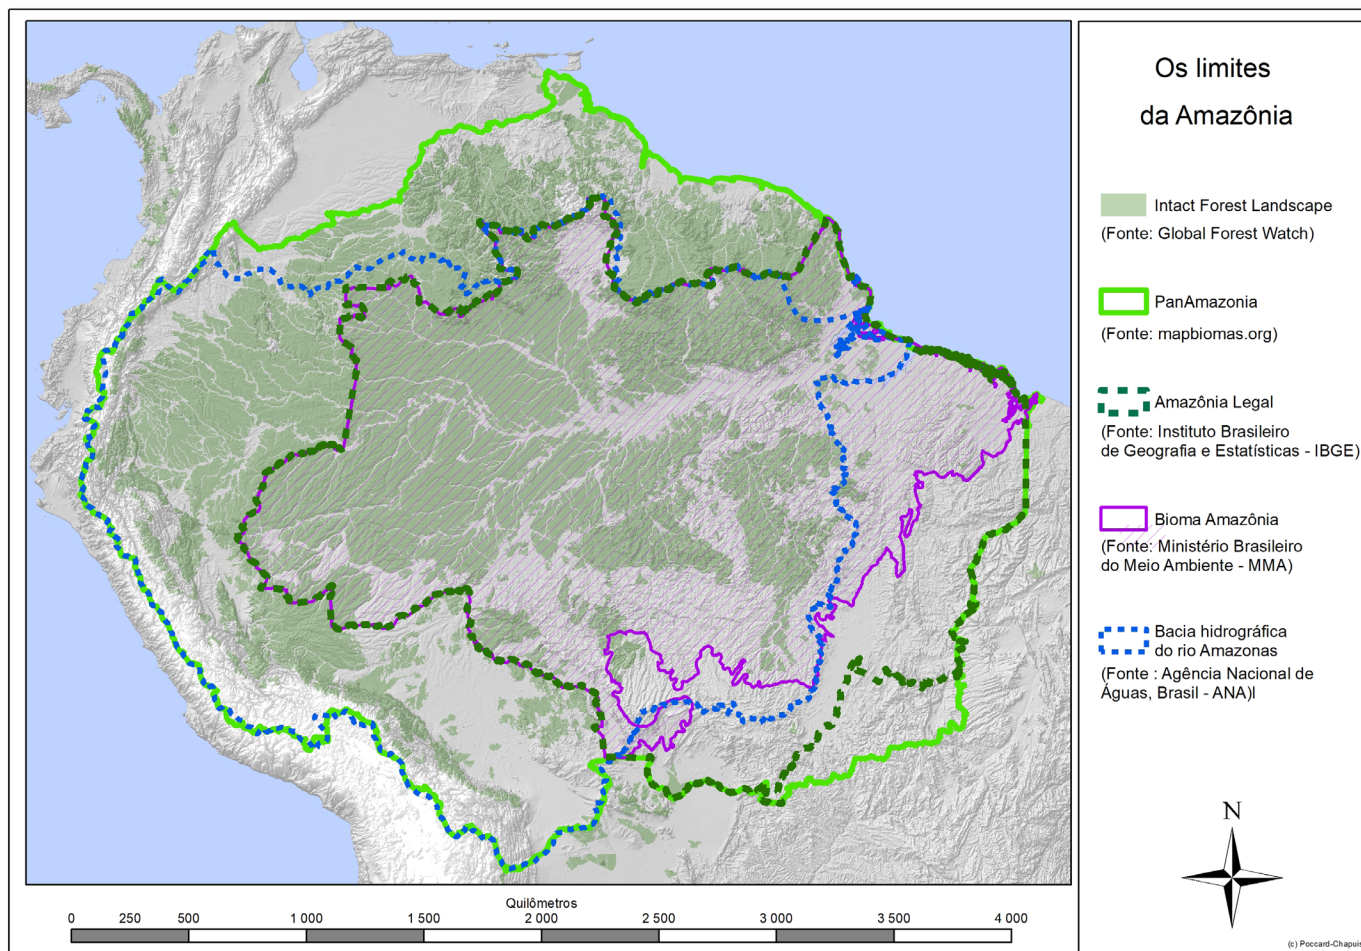 Os limites
da Amazônia
Intact Forest Landscape
(Fonte: Global Forest Watch)
PanAmazonia
(Fonte: mapbiomas.org)
Amazônia Legal
(Fonte: Instituto Brasileiro
de Geografia e Estatísticas - IBGE)
Bioma Amazônia
(Fonte: Ministério Brasileiro
do Meio Ambiente - MMA)
Bacia hidrográfica
do rio Amazonas
(Fonte : Agência Nacional de
Águas, Brasil - ANA)l
N
Quilômetros
0 250 500 1 000 1 500 2 000 2 500 3 000 3 500 4 000
(c) Poccard-Chapuis